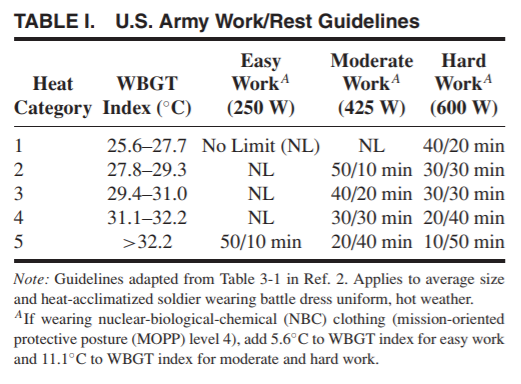 TABLE I. U.S. Army Work/Rest Guidelines
Easy Moderate Hard
Heat WBGT Work^A Work^A Work^A
Category Index (°C) (250 W) (425 W) (600 W)
1 25.6–27.7 No Limit (NL) NL 40/20 min
2 27.8–29.3 NL 50/10 min 30/30 min
3 29.4–31.0 NL 40/20 min 30/30 min
4 31.1–32.2 NL 30/30 min 20/40 min
5 >32.2 50/10 min 20/40 min 10/50 min
Note: Guidelines adapted from Table 3-1 in Ref. 2. Applies to average size
and heat-acclimatized soldier wearing battle dress uniform, hot weather.
^A If wearing nuclear-biological-chemical (NBC) clothing (mission-oriented
protective posture (MOPP) level 4), add 5.6°C to WBGT index for easy work
and 11.1°C to WBGT index for moderate and hard work.